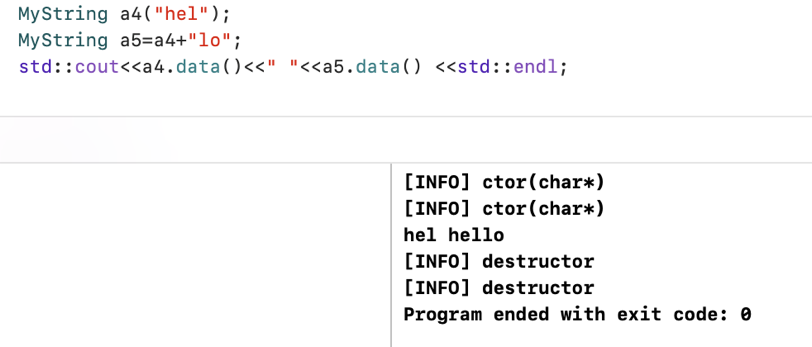 MyString a4("hel");
MyString a5=a4+"lo";
std::cout<<a4.data()<<" "<<a5.data() <<std::endl;
[INFO] ctor(char*)
[INFO] ctor(char*)
hel hello
[INFO] destructor
[INFO] destructor
Program ended with exit code: 0